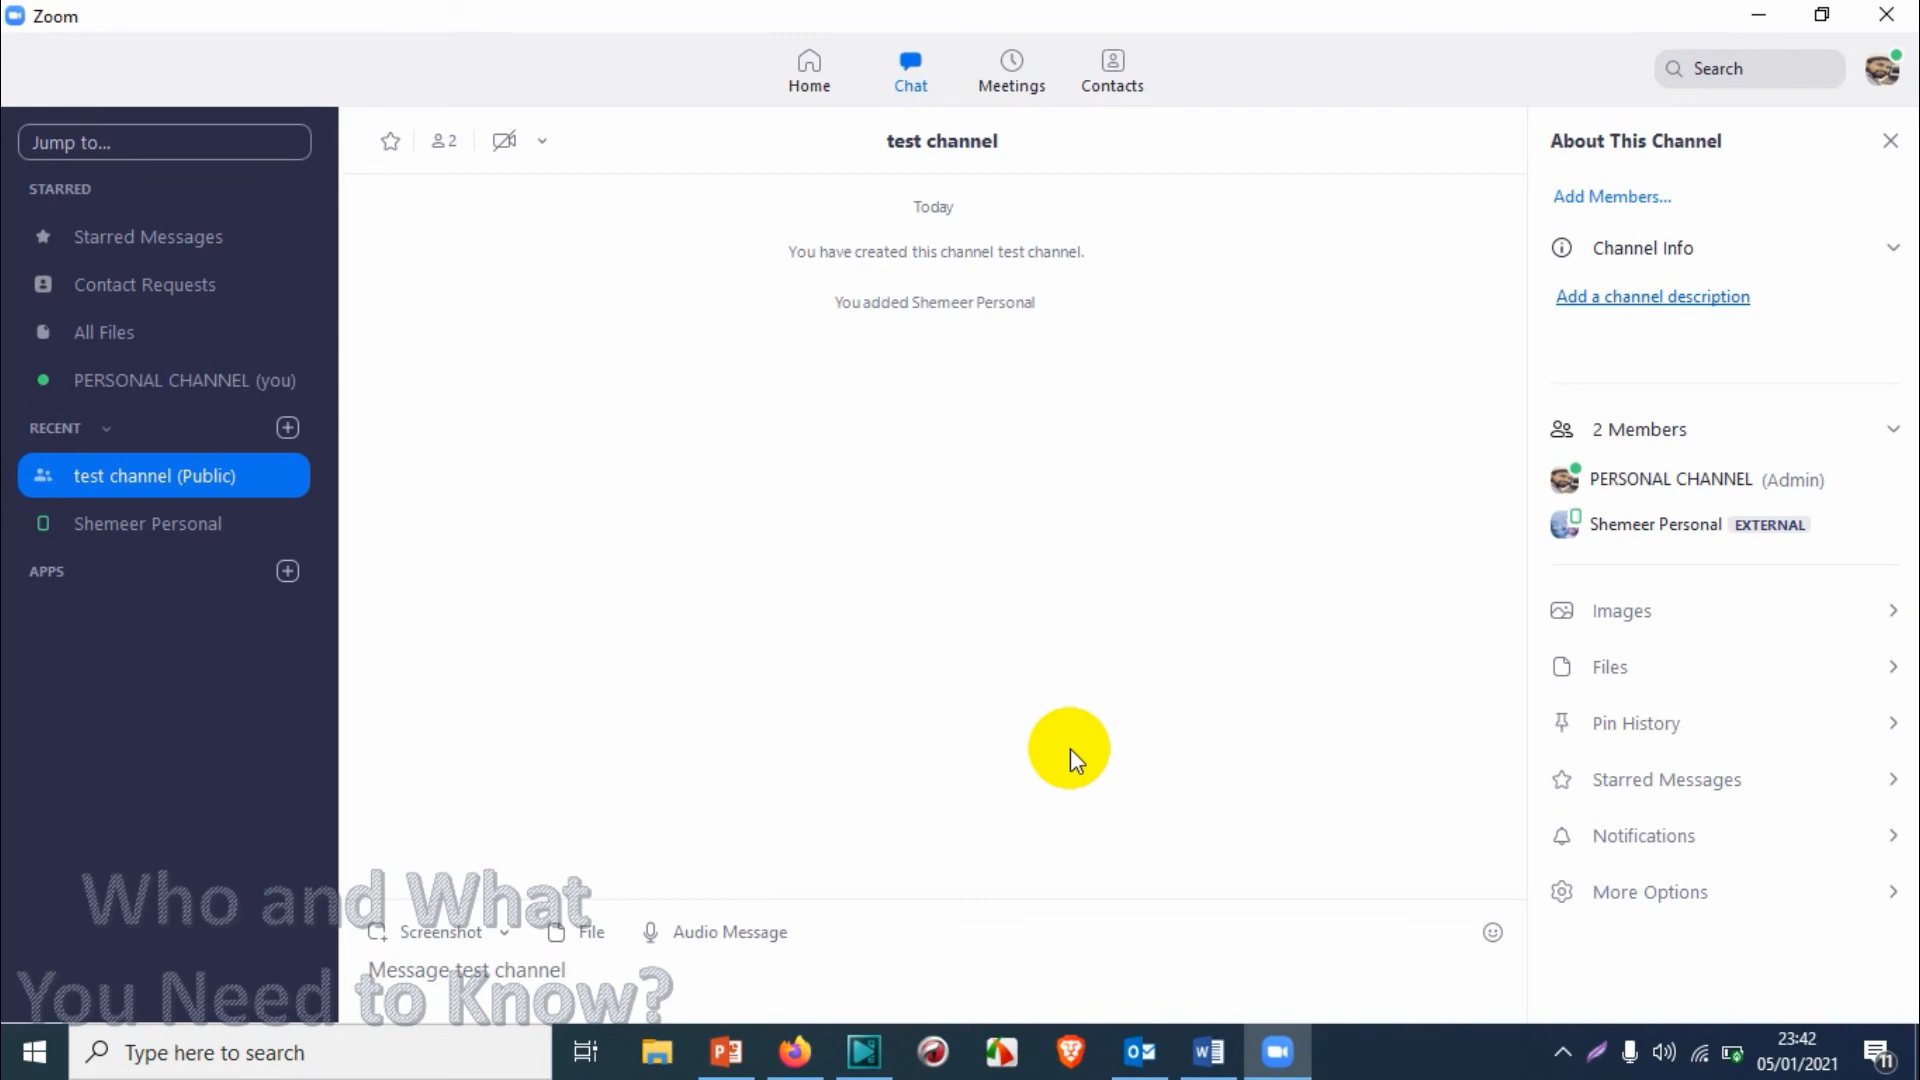 Zoom
Home
Chat
Meetings
Contacts
Search
Jump to...
STARRED
Starred Messages
Contact Requests
All Files
PERSONAL CHANNEL (you)
RECENT
test channel (Public)
Shemeer Personal
APPS
2
test channel
Today
You have created this channel test channel.
You added Shemeer Personal
Screenshot
File
Audio Message
Message test channel
About This Channel
Add Members...
Channel Info
Add a channel description
2 Members
PERSONAL CHANNEL (Admin)
Shemeer Personal EXTERNAL
Images
Files
Pin History
Starred Messages
Notifications
More Options
Who and What
You Need to Know?
Type here to search
23:42
05/01/2021
11